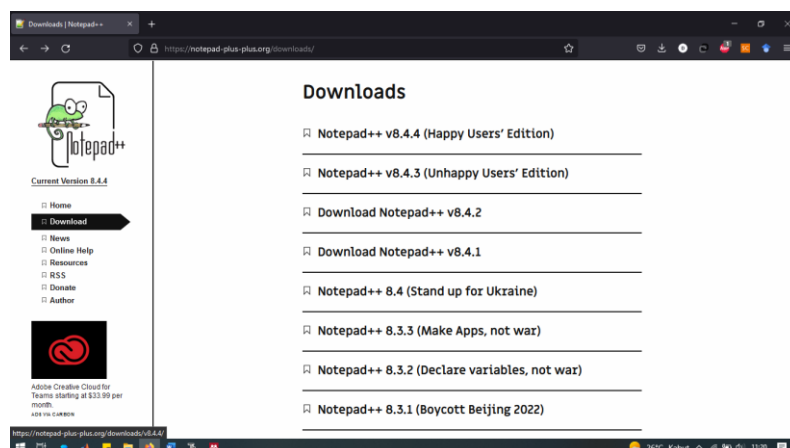 Downloads | Notepad++
https://notepad-plus-plus.org/downloads/
Notepad++
Current Version 8.4.4
Home
Download
News
Online Help
Resources
RSS
Donate
Author
Adobe Creative Cloud for
Teams starting at $33.99 per
month.
ADS VIA CARBON
Downloads
Notepad++ v8.4.4 (Happy Users' Edition)
Notepad++ v8.4.3 (Unhappy Users' Edition)
Download Notepad++ v8.4.2
Download Notepad++ v8.4.1
Notepad++ 8.4 (Stand up for Ukraine)
Notepad++ 8.3.3 (Make Apps, not war)
Notepad++ 8.3.2 (Declare variables, not war)
Notepad++ 8.3.1 (Boycott Beijing 2022)
https://notepad-plus-plus.org/downloads/v8.4.4/
26°C Kabut
11:20